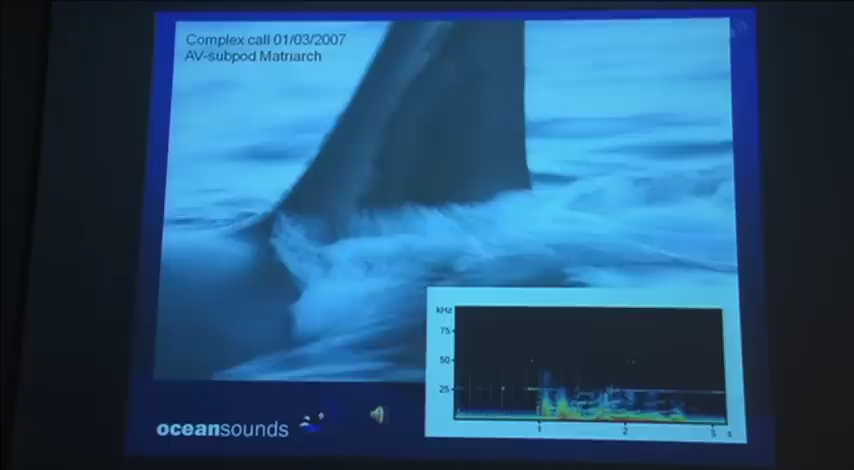 Complex call 01/03/2007
AV-subpod Matriarch
kHz
75
50
25
1
2
3
s
oceansounds